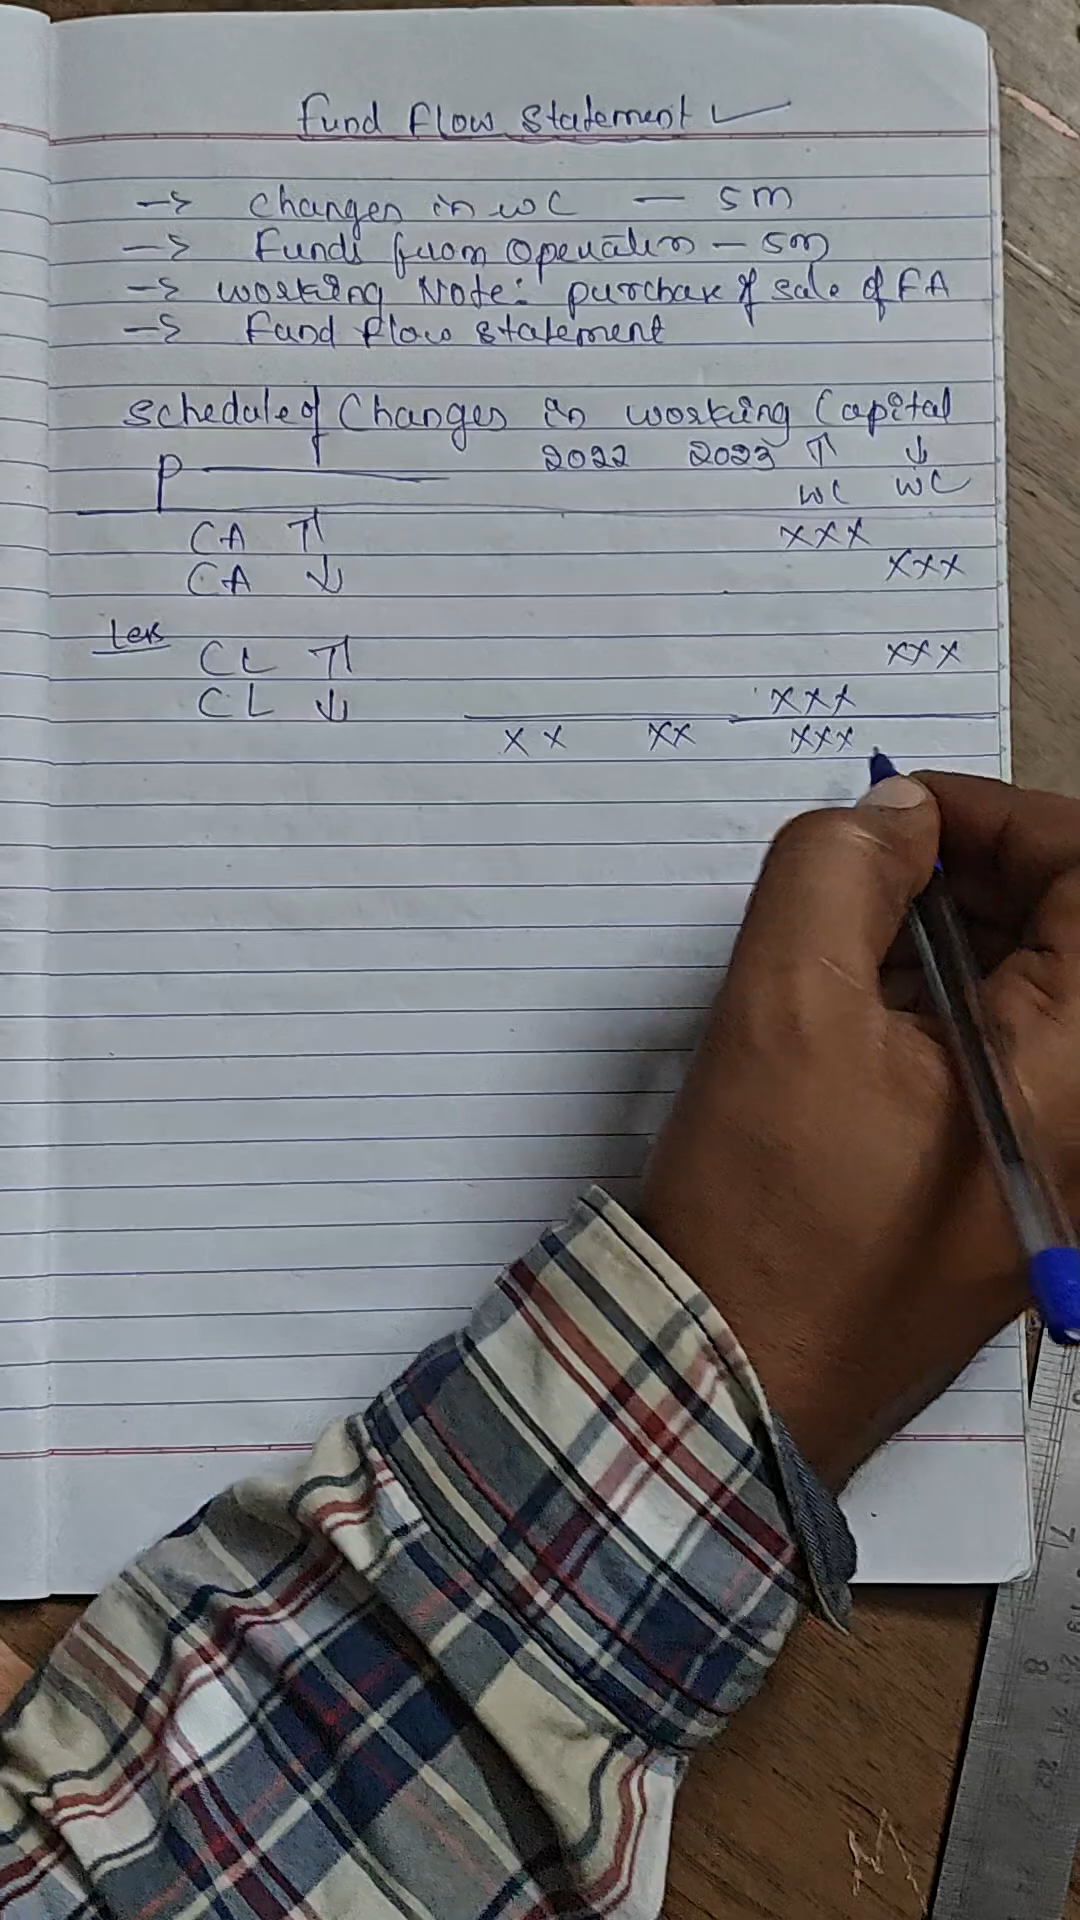 Fund Flow Statement ✓
→ Changes in WC — 5m
→ Funds from Operation — 5m
→ working Note: purchase & sale of FA
→ Fund flow statement
Schedule of Changes in working Capital
P 2022 2023 ↑ ↓
WC WC
CA ↑ XXX
CA ↓ XXX
Less
CL ↑ XXX
CL ↓ XXX
XX XX XXX